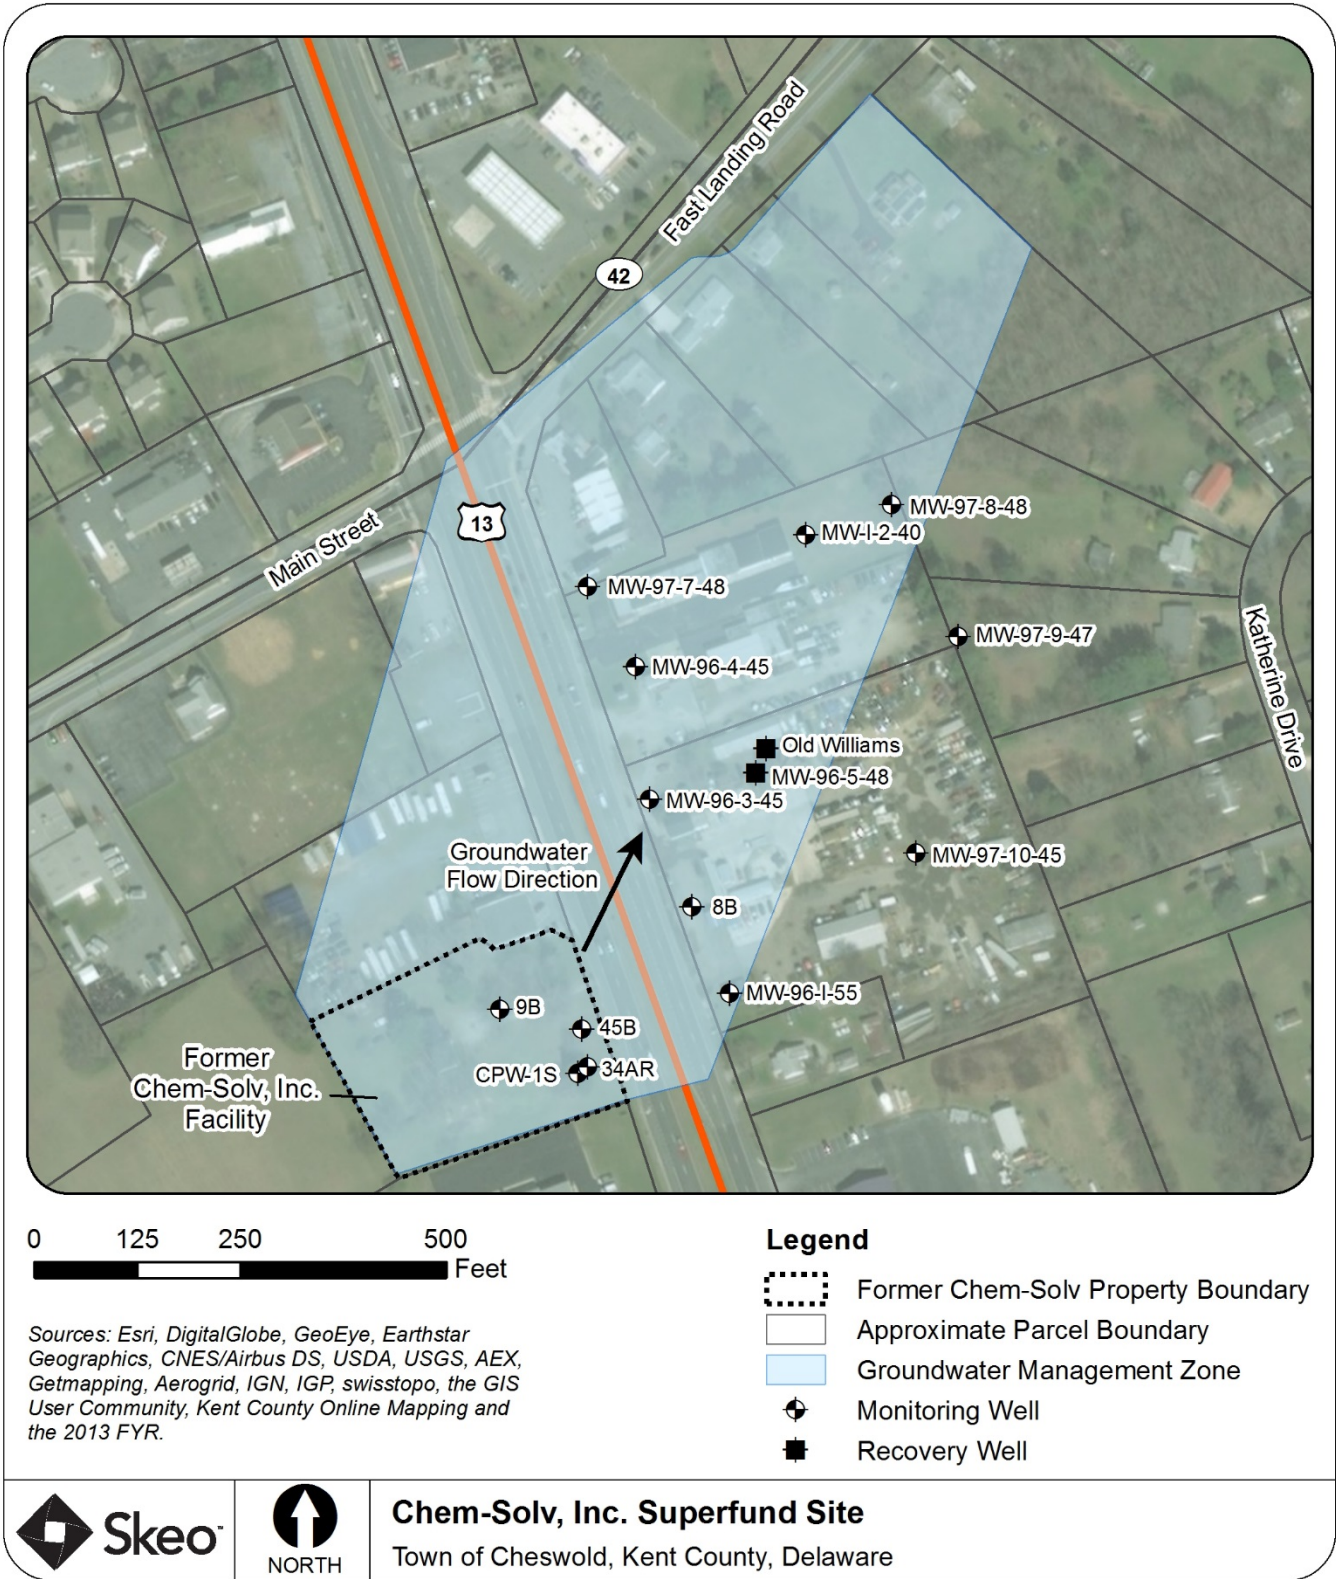 Fast Landing Road
42
13
Main Street
MW-97-8-48
MW-I-2-40
MW-97-7-48
MW-97-9-47
Katherine Drive
MW-96-4-45
Old Williams
MW-96-5-48
MW-96-3-45
Groundwater
Flow Direction
MW-97-10-45
8B
MW-96-I-55
9B
45B
34AR
CPW-1S
Former
Chem-Solv, Inc.
Facility
0 125 250 500
Feet
Sources: Esri, DigitalGlobe, GeoEye, Earthstar
Geographics, CNES/Airbus DS, USDA, USGS, AEX,
Getmapping, Aerogrid, IGN, IGP, swisstopo, the GIS
User Community, Kent County Online Mapping and
the 2013 FYR.
Legend
Former Chem-Solv Property Boundary
Approximate Parcel Boundary
Groundwater Management Zone
Monitoring Well
Recovery Well
Skeo™
NORTH
Chem-Solv, Inc. Superfund Site
Town of Cheswold, Kent County, Delaware